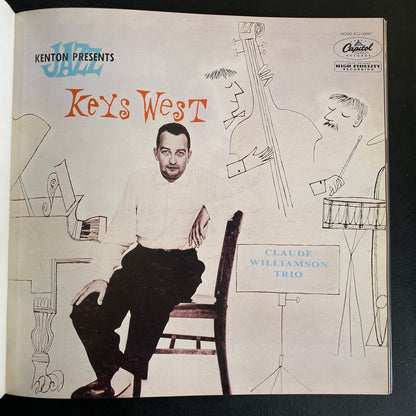 KENTON PRESENTS
JAZZ
Keys West
Capitol
HIGH FIDELITY
RECORDING
CLAUDE
WILLIAMSON
TRIO